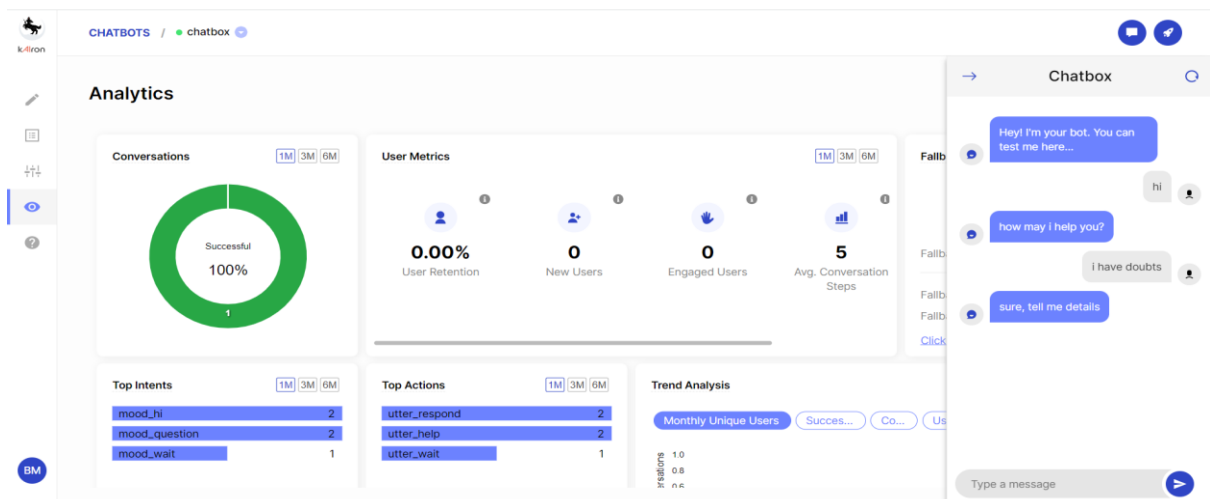 kAIron
CHATBOTS / chatbox
Analytics
Conversations 1M 3M 6M
Successful
100%
1
User Metrics 1M 3M 6M
0.00%
User Retention
0
New Users
0
Engaged Users
5
Avg. Conversation
Steps
Fallb
Fallb
Fallb
Fallb
Click
Top Intents 1M 3M 6M
mood_hi 2
mood_question 2
mood_wait 1
Top Actions 1M 3M 6M
utter_respond 2
utter_help 2
utter_wait 1
Trend Analysis
Monthly Unique Users Succes... Co... Us
ersations
1.0
0.8
0.6
BM
Chatbox
Hey! I'm your bot. You can
test me here...
hi
how may i help you?
i have doubts
sure, tell me details
Type a message